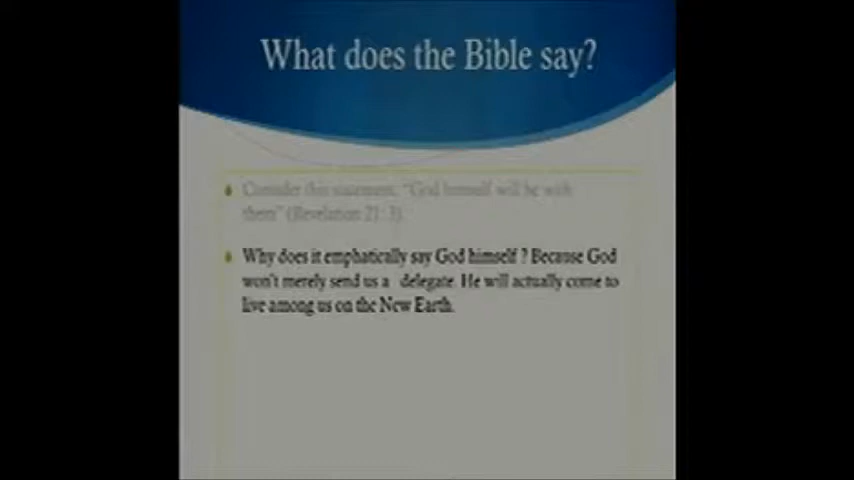 What does the Bible say?
Consider this statement, "God himself will be with
them" (Revelation 21: 3).
Why does it emphatically say God himself ? Because God
won't merely send us a delegate. He will actually come to
live among us on the New Earth.